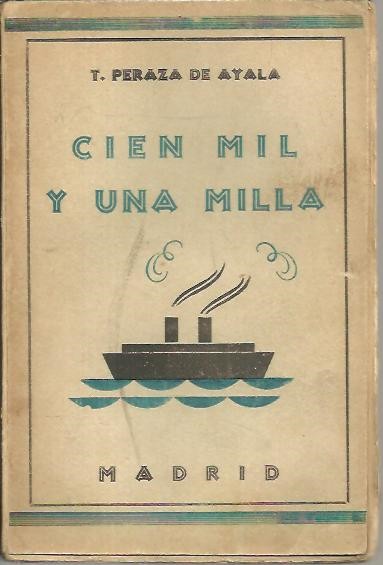 T. PERAZA DE AYALA
CIEN MIL
Y UNA MILLA
MADRID